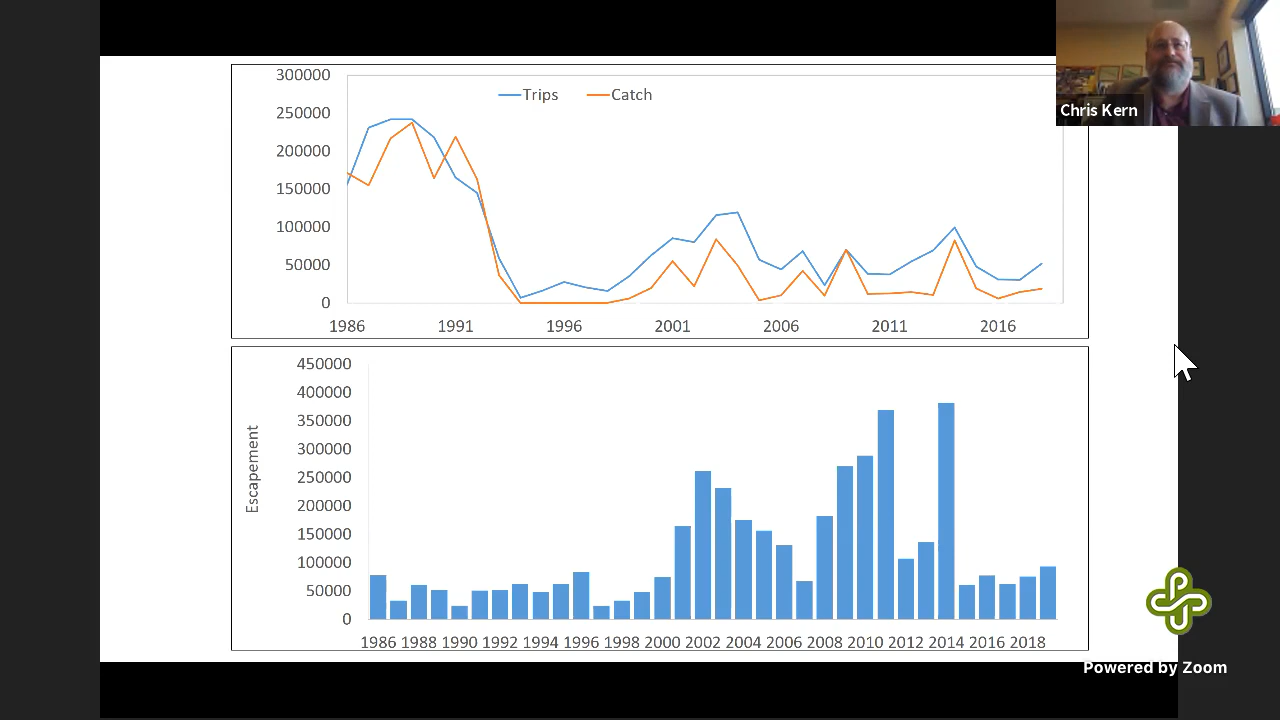 Trips Catch
300000
250000
200000
150000
100000
50000
0
1986 1991 1996 2001 2006 2011 2016
Chris Kern
Escapement
450000
400000
350000
300000
250000
200000
150000
100000
50000
0
1986 1988 1990 1992 1994 1996 1998 2000 2002 2004 2006 2008 2010 2012 2014 2016 2018
Powered by Zoom